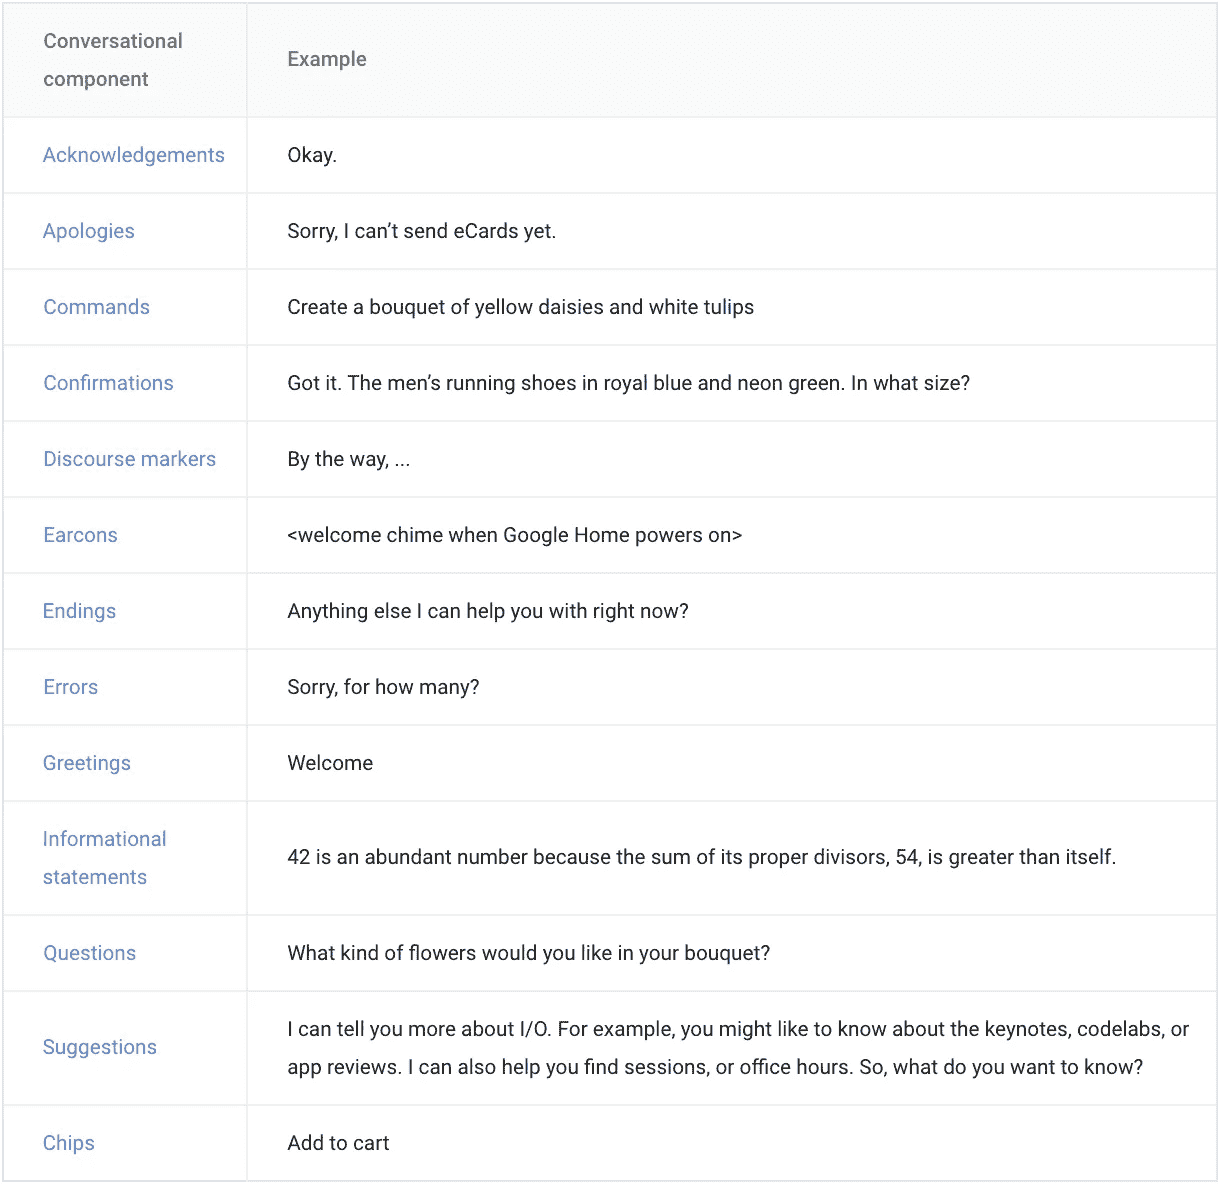 Conversational
component
Example
Acknowledgements
Okay.
Apologies
Sorry, I can’t send eCards yet.
Commands
Create a bouquet of yellow daisies and white tulips
Confirmations
Got it. The men’s running shoes in royal blue and neon green. In what size?
Discourse markers
By the way, ...
Earcons
<welcome chime when Google Home powers on>
Endings
Anything else I can help you with right now?
Errors
Sorry, for how many?
Greetings
Welcome
Informational
statements
42 is an abundant number because the sum of its proper divisors, 54, is greater than itself.
Questions
What kind of flowers would you like in your bouquet?
Suggestions
I can tell you more about I/O. For example, you might like to know about the keynotes, codelabs, or
app reviews. I can also help you find sessions, or office hours. So, what do you want to know?
Chips
Add to cart